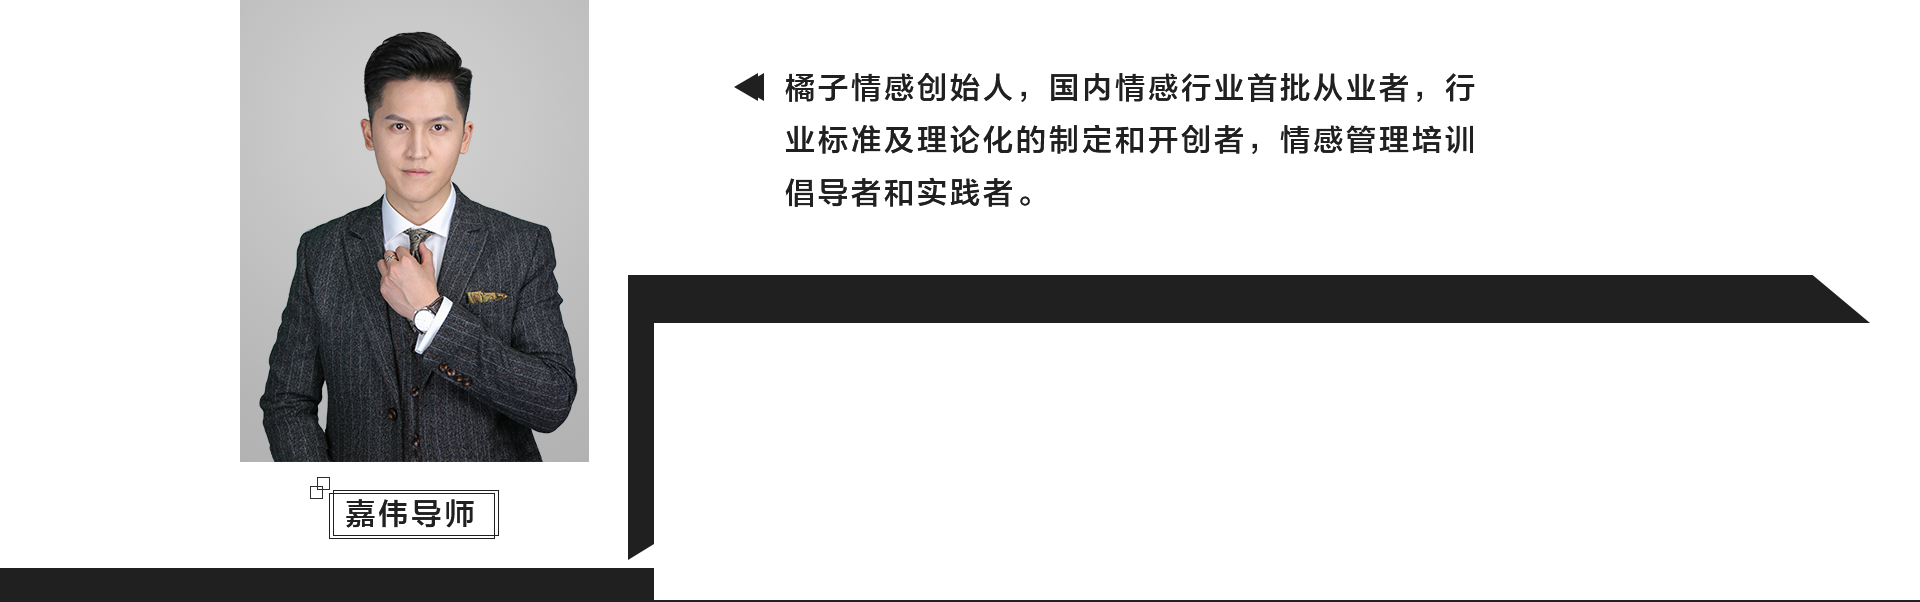 橘子情感创始人，国内情感行业首批从业者，行
业标准及理论化的制定和开创者，情感管理培训
倡导者和实践者。
嘉伟导师